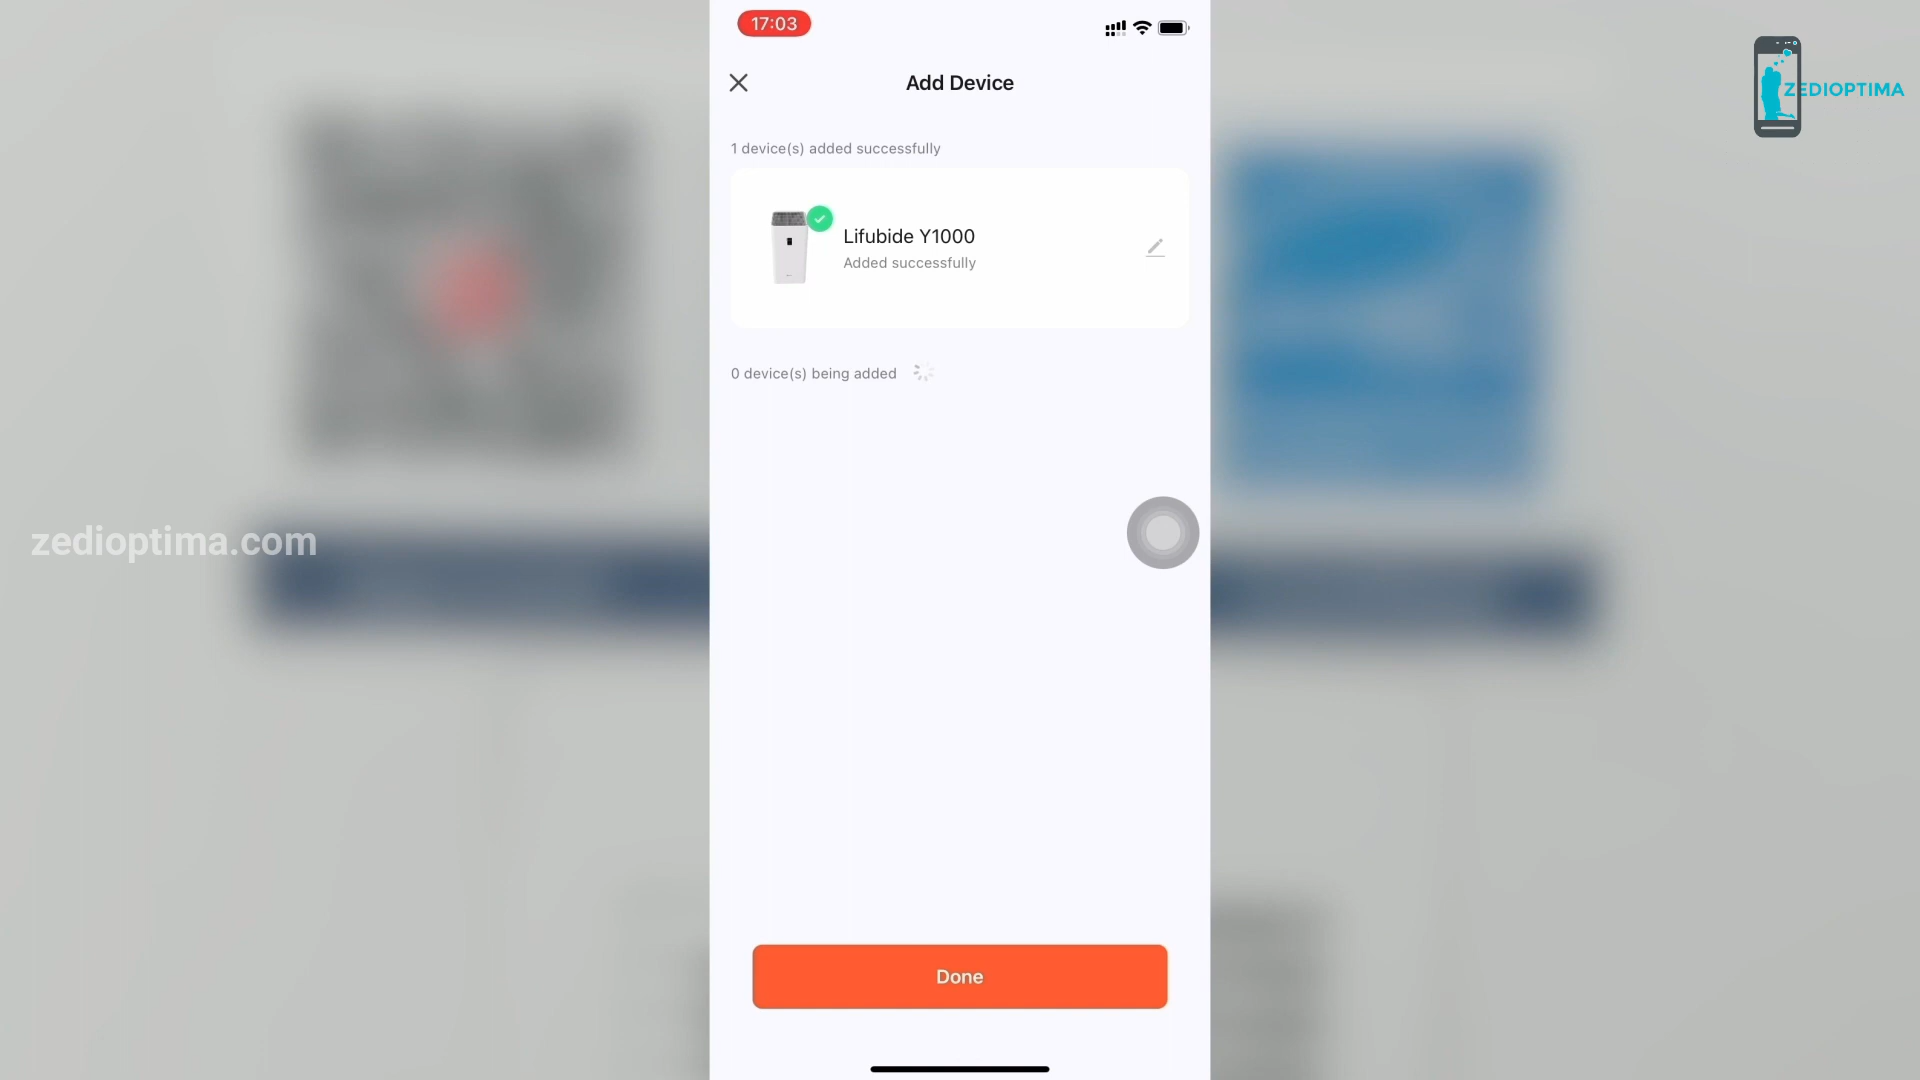 17:03
Add Device
ZEDIOPTIMA
1 device(s) added successfully
Lifubide Y1000
Added successfully
0 device(s) being added
zedioptima.com
Done